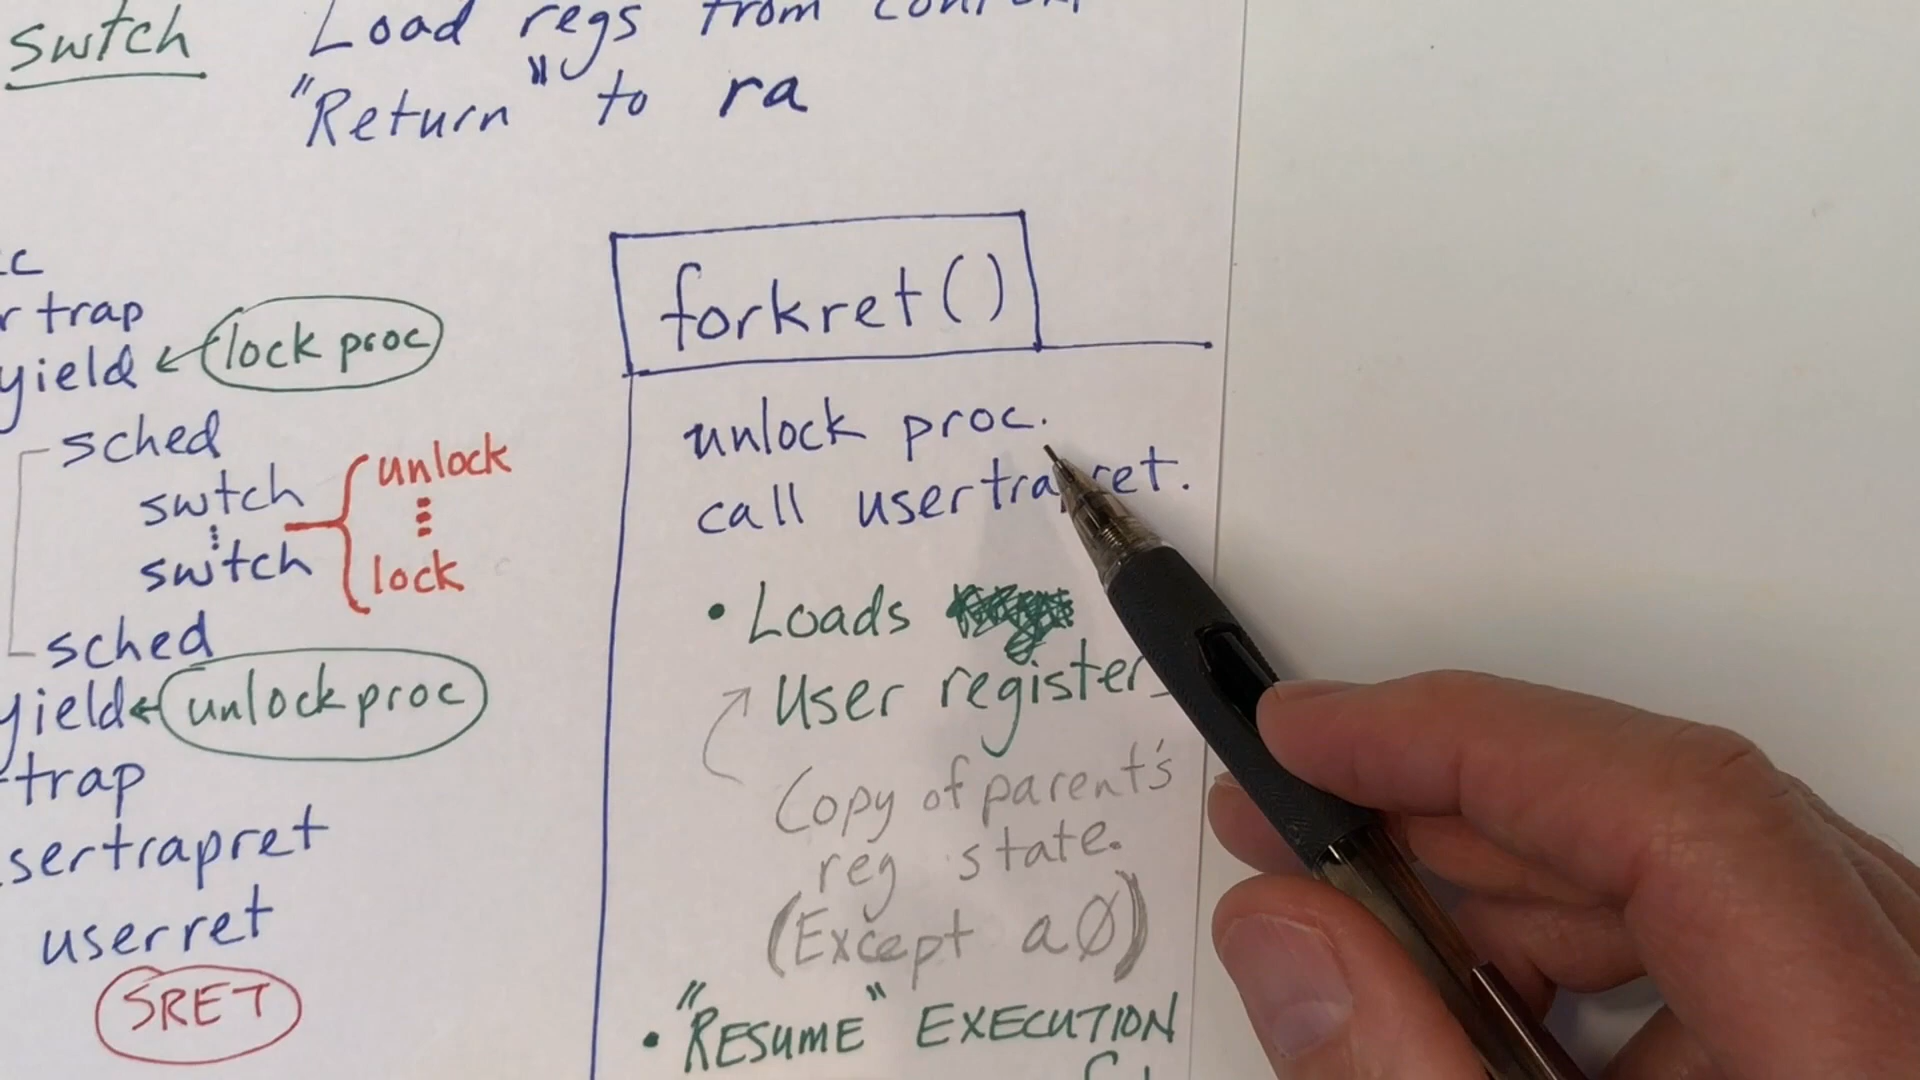 swtch Load regs from
"Return" to ra
forkret()
trap
yield lock proc
sched
swtch unlock
switch lock
sched
yield unlock proc
trap
sertrapret
userret
SRET
unlock proc.
call usertrapret.
• Loads
User register
Copy of parent's
reg state.
(Except a0)
• "RESUME" EXECUTION